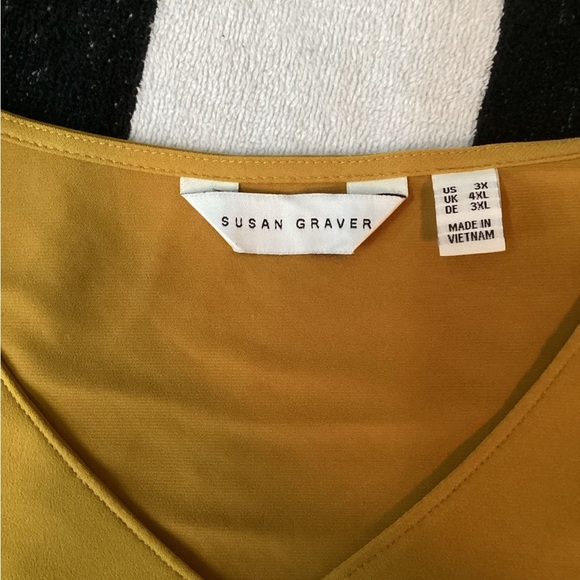 SUSAN GRAVER
US 3X
UK 4XL
DE 3XL
MADE IN
VIETNAM